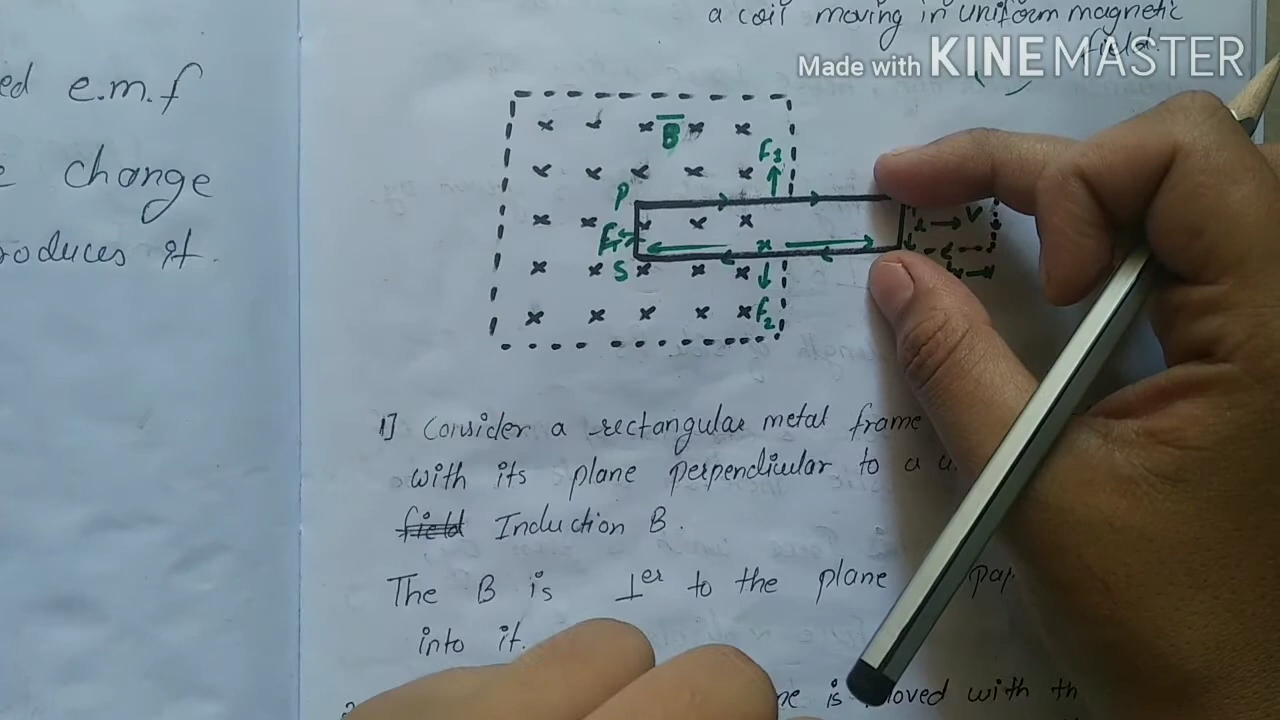 a coil moving in uniform magnetic
field.
Made with KINEMASTER
ed e.m.f
change
roduces it.
B
F3
P
F1
S
x
l
V
F2
1] Consider a rectangular metal frame
with its plane perpendicular to a
field Induction B.
The B is ⊥er to the plane
into it.
is moved with th